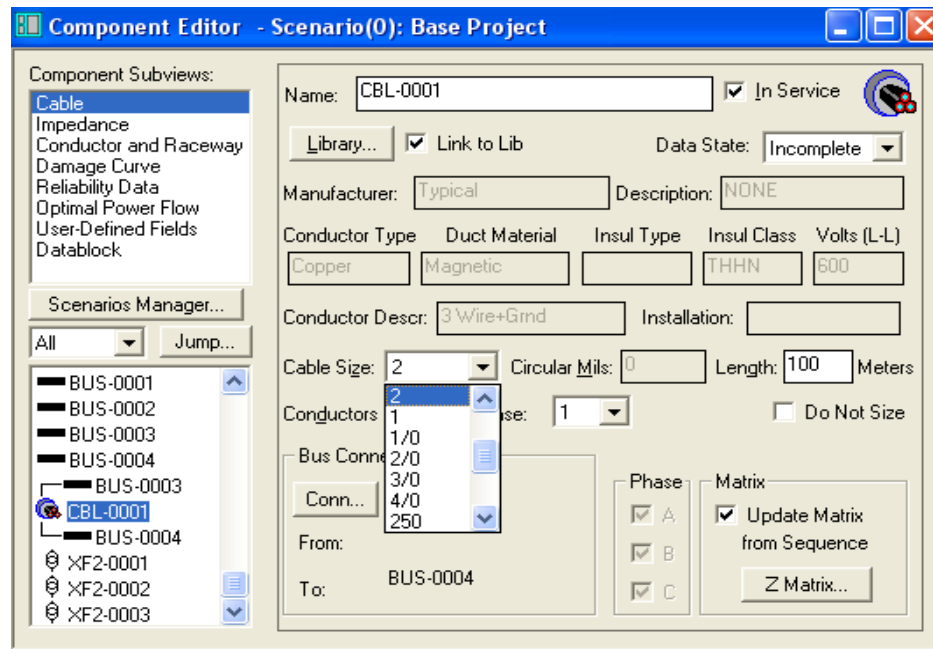 Component Editor - Scenario(0): Base Project
Component Subviews:
Cable
Impedance
Conductor and Raceway
Damage Curve
Reliability Data
Optimal Power Flow
User-Defined Fields
Datablock
Scenarios Manager...
All Jump...
BUS-0001
BUS-0002
BUS-0003
BUS-0004
BUS-0003
CBL-0001
BUS-0004
XF2-0001
XF2-0002
XF2-0003
Name: CBL-0001 In Service
Library... Link to Lib Data State: Incomplete
Manufacturer: Typical Description: NONE
Conductor Type Duct Material Insul Type Insul Class Volts (L-L)
Copper Magnetic THHN 600
Conductor Descr: 3 Wire+Grnd Installation:
Cable Size: 2 Circular Mils: 0 Length: 100 Meters
2
1
1/0
2/0
3/0
4/0
250
Conductors 1 Do Not Size
Bus Conne
Conn...
From:
To: BUS-0004
Phase
A
B
C
Matrix
Update Matrix
from Sequence
Z Matrix...